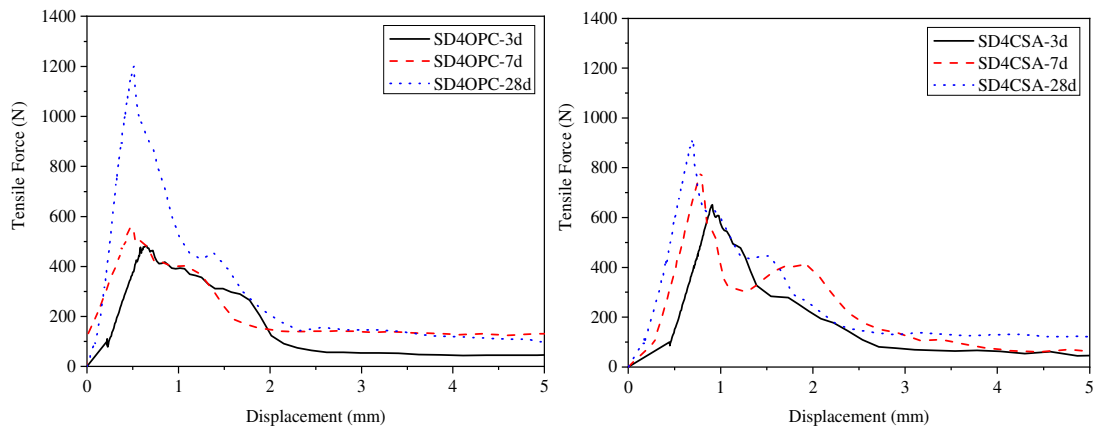 1400
1200
1000
800
600
400
200
0
Tensile Force (N)
SD4OPC-3d
SD4OPC-7d
SD4OPC-28d
0 1 2 3 4 5
Displacement (mm)
1400
1200
1000
800
600
400
200
0
Tensile Force (N)
SD4CSA-3d
SD4CSA-7d
SD4CSA-28d
0 1 2 3 4 5
Displacement (mm)